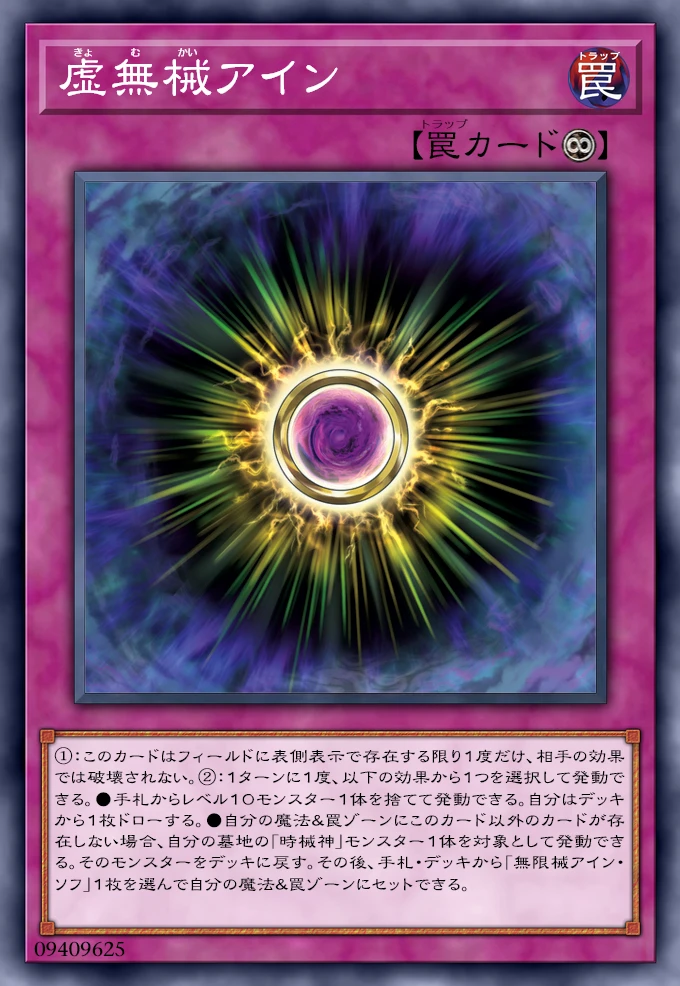 きょ む かい
虚無械アイン
トラップ
罠
トラップ
【罠カード♾】
①:このカードはフィールドに表側表示で存在する限り1度だけ、相手の効果
では破壊されない。②:1ターンに1度、以下の効果から1つを選択して発動で
きる。●手札からレベル10モンスター1体を捨てて発動できる。自分はデッキ
から1枚ドローする。●自分の魔法&罠ゾーンにこのカード以外のカードが存
在しない場合、自分の墓地の「時械神」モンスター1体を対象として発動でき
る。そのモンスターをデッキに戻す。その後、手札・デッキから「無限械アイン・
ソフ」1枚を選んで自分の魔法&罠ゾーンにセットできる。
09409625